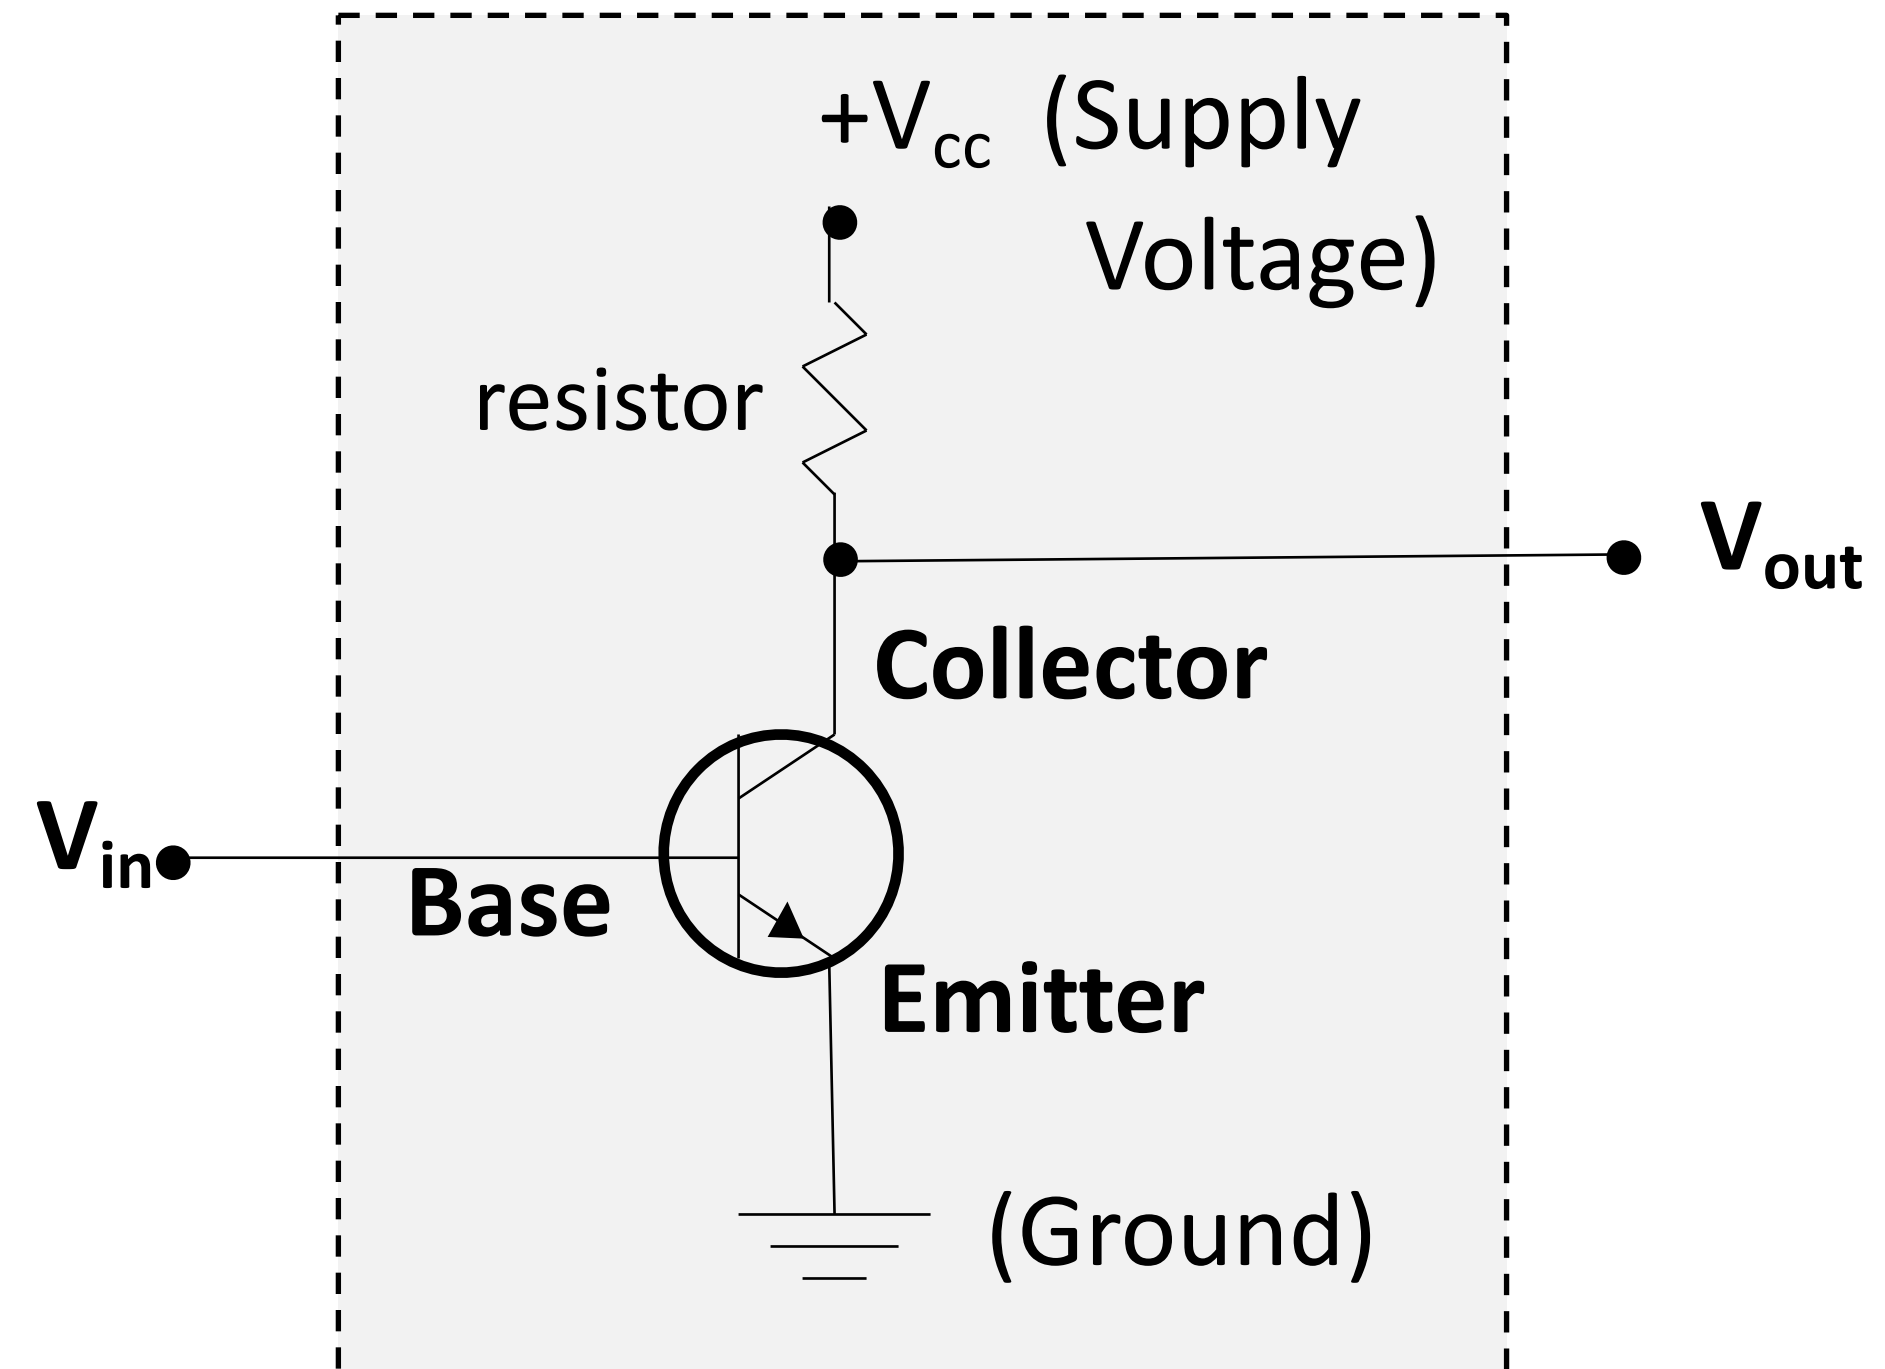 +Vcc (Supply
Voltage)
resistor
Vout
Collector
Vin
Base
Emitter
(Ground)